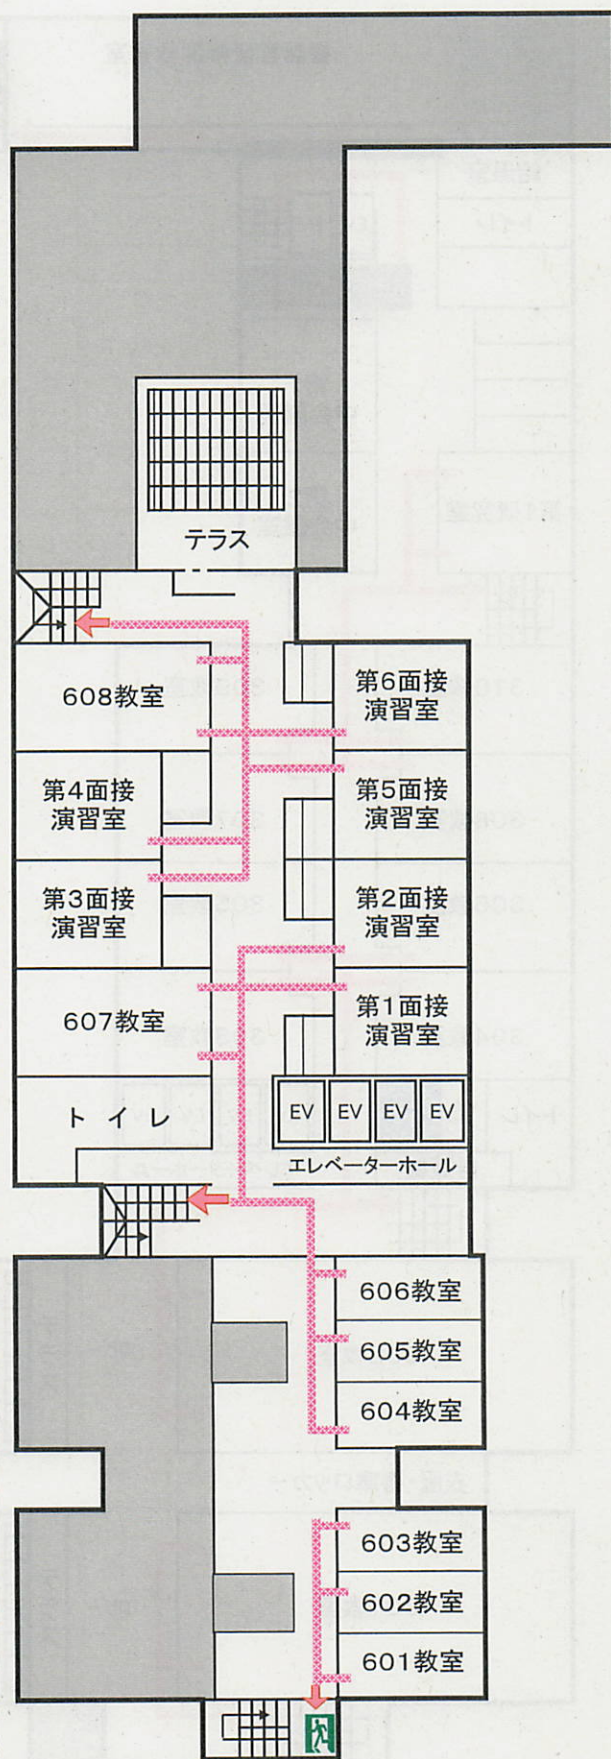 テラス
608教室
第6面接
演習室
第4面接
演習室
第5面接
演習室
第3面接
演習室
第2面接
演習室
607教室
第1面接
演習室
トイレ
EV EV EV EV
エレベーターホール
606教室
605教室
604教室
603教室
602教室
601教室